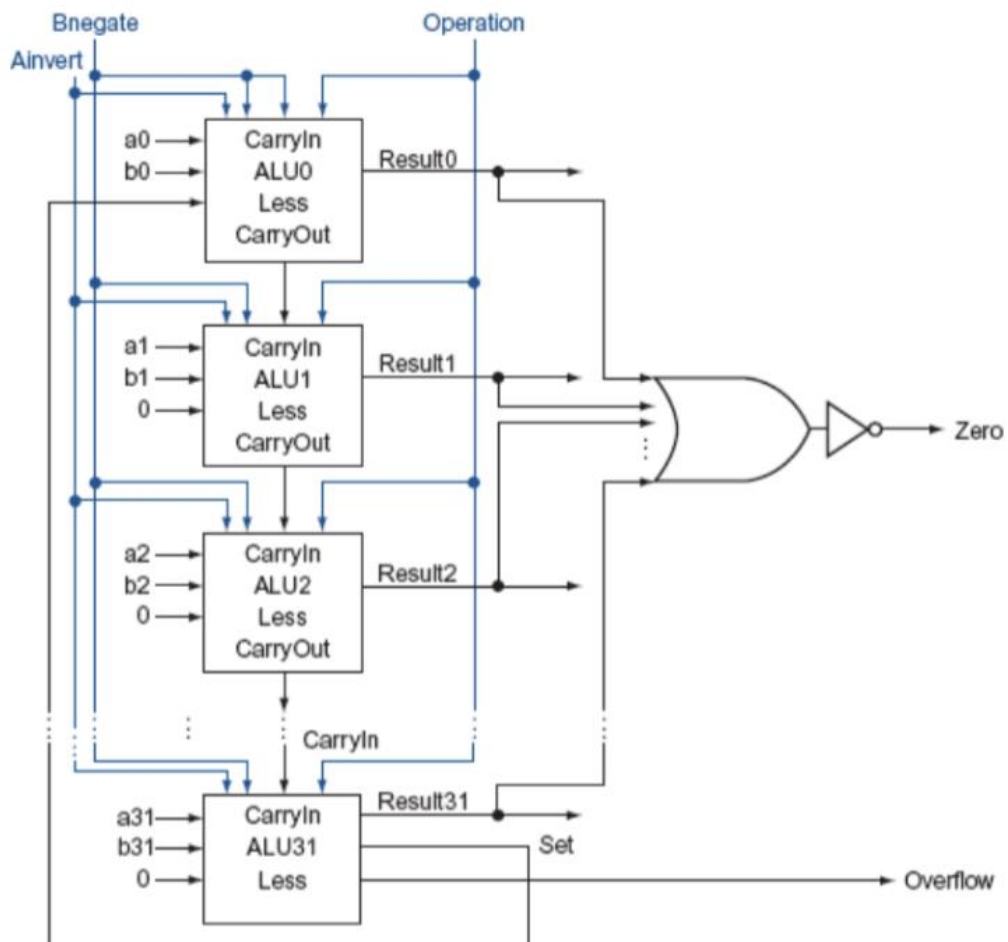 Bnegate
Operation
Ainvert
a0
b0
CarryIn
ALU0
Less
CarryOut
Result0
a1
b1
0
CarryIn
ALU1
Less
CarryOut
Result1
Zero
a2
b2
0
CarryIn
ALU2
Less
CarryOut
Result2
CarryIn
a31
b31
0
CarryIn
ALU31
Less
Result31
Set
Overflow